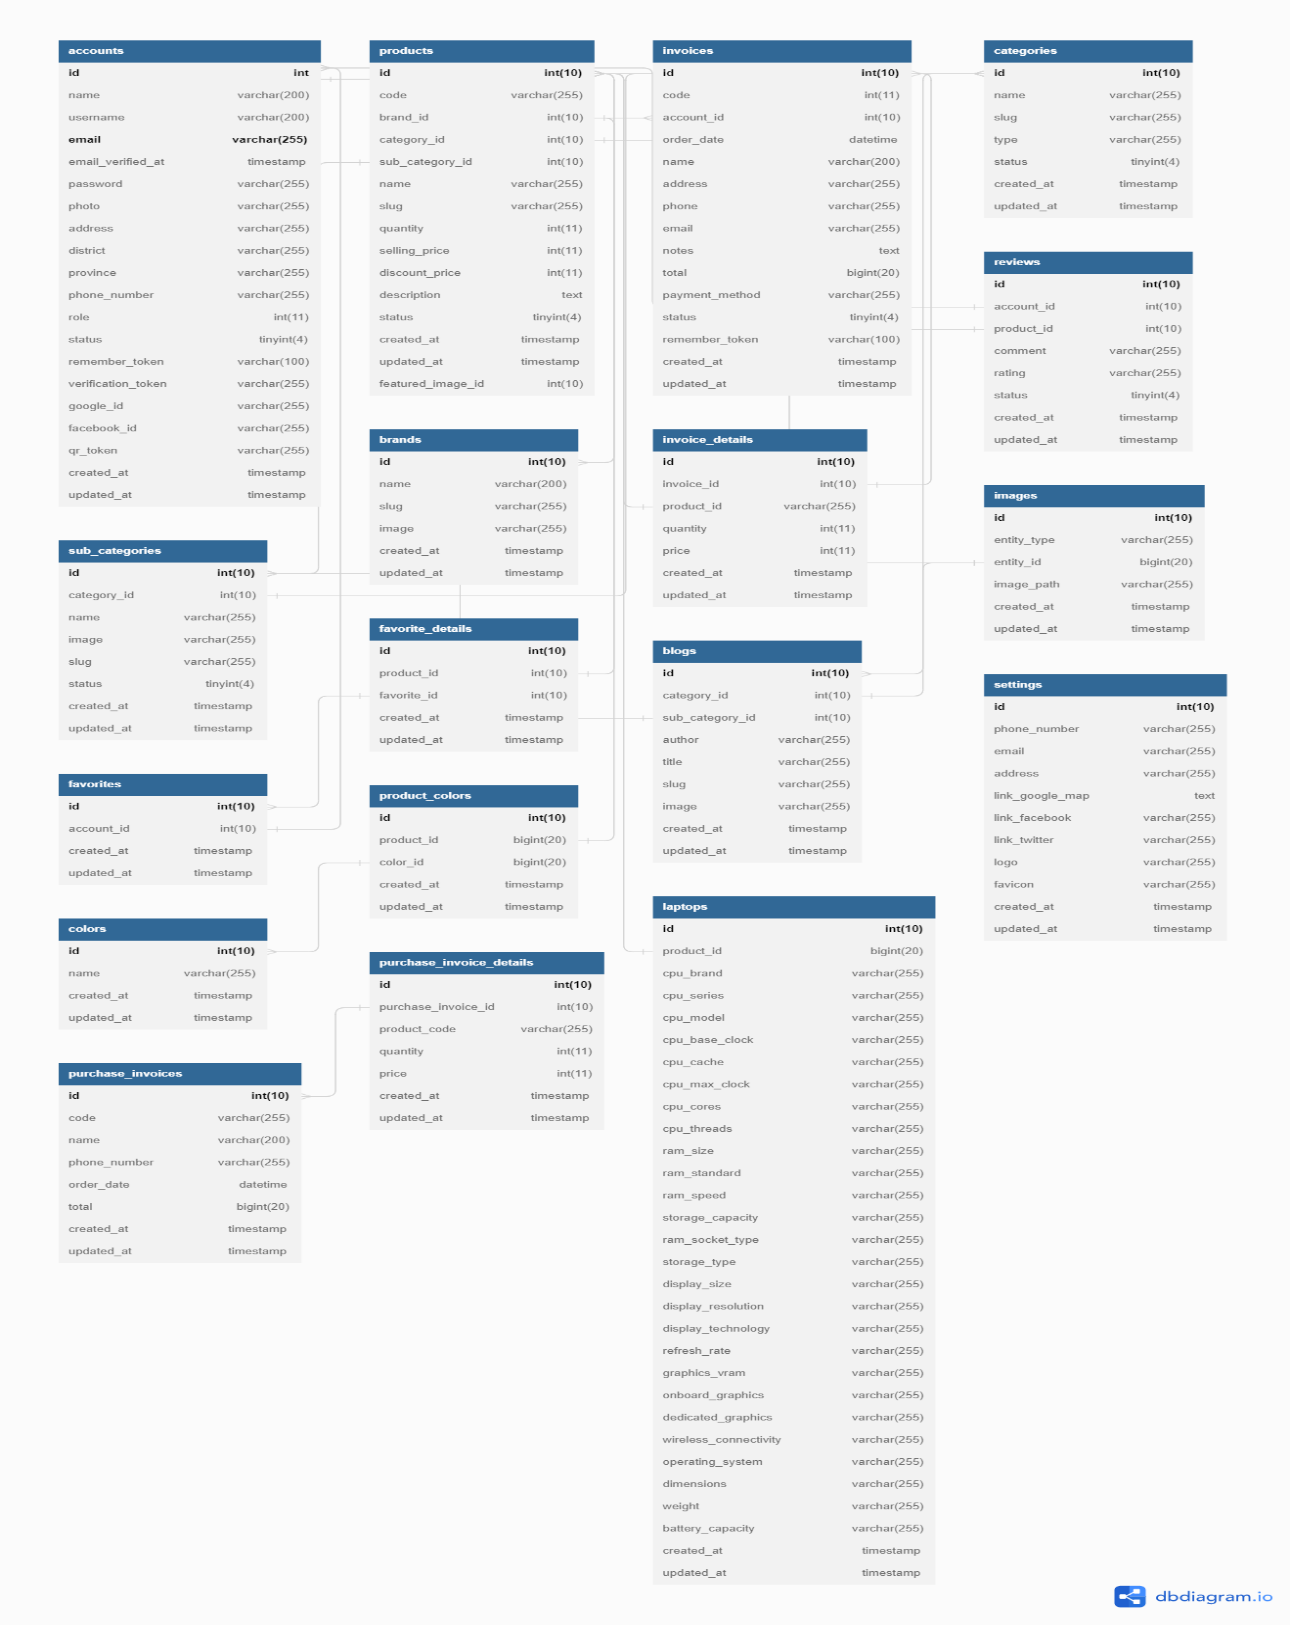 accounts
id int
name varchar(200)
username varchar(200)
email varchar(255)
email_verified_at timestamp
password varchar(255)
photo varchar(255)
address varchar(255)
district varchar(255)
province varchar(255)
phone_number varchar(255)
role int(11)
status tinyint(4)
remember_token varchar(100)
verification_token varchar(255)
google_id varchar(255)
facebook_id varchar(255)
qr_token varchar(255)
created_at timestamp
updated_at timestamp
sub_categories
id int(10)
category_id int(10)
name varchar(255)
image varchar(255)
slug varchar(255)
status tinyint(4)
created_at timestamp
updated_at timestamp
favorites
id int(10)
account_id int(10)
created_at timestamp
updated_at timestamp
colors
id int(10)
name varchar(255)
created_at timestamp
updated_at timestamp
purchase_invoices
id int(10)
code varchar(255)
name varchar(200)
phone_number varchar(255)
order_date datetime
total bigint(20)
created_at timestamp
updated_at timestamp
products
id int(10)
code varchar(255)
brand_id int(10)
category_id int(10)
sub_category_id int(10)
name varchar(255)
slug varchar(255)
quantity int(11)
selling_price int(11)
discount_price int(11)
description text
status tinyint(4)
created_at timestamp
updated_at timestamp
featured_image_id int(10)
brands
id int(10)
name varchar(200)
slug varchar(255)
image varchar(255)
created_at timestamp
updated_at timestamp
favorite_details
id int(10)
product_id int(10)
favorite_id int(10)
created_at timestamp
updated_at timestamp
product_colors
id int(10)
product_id bigint(20)
color_id bigint(20)
created_at timestamp
updated_at timestamp
purchase_invoice_details
id int(10)
purchase_invoice_id int(10)
product_code varchar(255)
quantity int(11)
price int(11)
created_at timestamp
updated_at timestamp
invoices
id int(10)
code int(11)
account_id int(10)
order_date datetime
name varchar(200)
address varchar(255)
phone varchar(255)
email varchar(255)
notes text
total bigint(20)
payment_method varchar(255)
status tinyint(4)
remember_token varchar(100)
created_at timestamp
updated_at timestamp
invoice_details
id int(10)
invoice_id int(10)
product_id varchar(255)
quantity int(11)
price int(11)
created_at timestamp
updated_at timestamp
blogs
id int(10)
category_id int(10)
sub_category_id int(10)
author varchar(255)
title varchar(255)
slug varchar(255)
image varchar(255)
created_at timestamp
updated_at timestamp
laptops
id int(10)
product_id bigint(20)
cpu_brand varchar(255)
cpu_series varchar(255)
cpu_model varchar(255)
cpu_base_clock varchar(255)
cpu_cache varchar(255)
cpu_max_clock varchar(255)
cpu_cores varchar(255)
cpu_threads varchar(255)
ram_size varchar(255)
ram_standard varchar(255)
ram_speed varchar(255)
storage_capacity varchar(255)
ram_socket_type varchar(255)
storage_type varchar(255)
display_size varchar(255)
display_resolution varchar(255)
display_technology varchar(255)
refresh_rate varchar(255)
graphics_vram varchar(255)
onboard_graphics varchar(255)
dedicated_graphics varchar(255)
wireless_connectivity varchar(255)
operating_system varchar(255)
dimensions varchar(255)
weight varchar(255)
battery_capacity varchar(255)
created_at timestamp
updated_at timestamp
categories
id int(10)
name varchar(255)
slug varchar(255)
type varchar(255)
status tinyint(4)
created_at timestamp
updated_at timestamp
reviews
id int(10)
account_id int(10)
product_id int(10)
comment varchar(255)
rating varchar(255)
status tinyint(4)
created_at timestamp
updated_at timestamp
images
id int(10)
entity_type varchar(255)
entity_id bigint(20)
image_path varchar(255)
created_at timestamp
updated_at timestamp
settings
id int(10)
phone_number varchar(255)
email varchar(255)
address varchar(255)
link_google_map text
link_facebook varchar(255)
link_twitter varchar(255)
logo varchar(255)
favicon varchar(255)
created_at timestamp
updated_at timestamp
dbdiagram.io